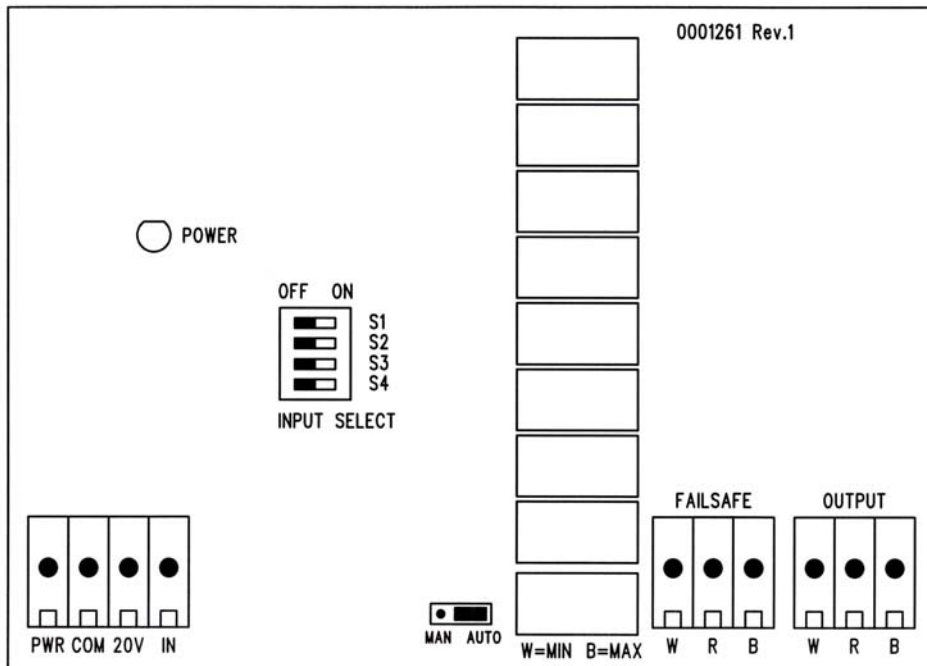 0001261 Rev.1
POWER
OFF ON
S1
S2
S3
S4
INPUT SELECT
FAILSAFE
OUTPUT
PWR COM 20V IN
MAN AUTO
W=MIN B=MAX
W R B
W R B